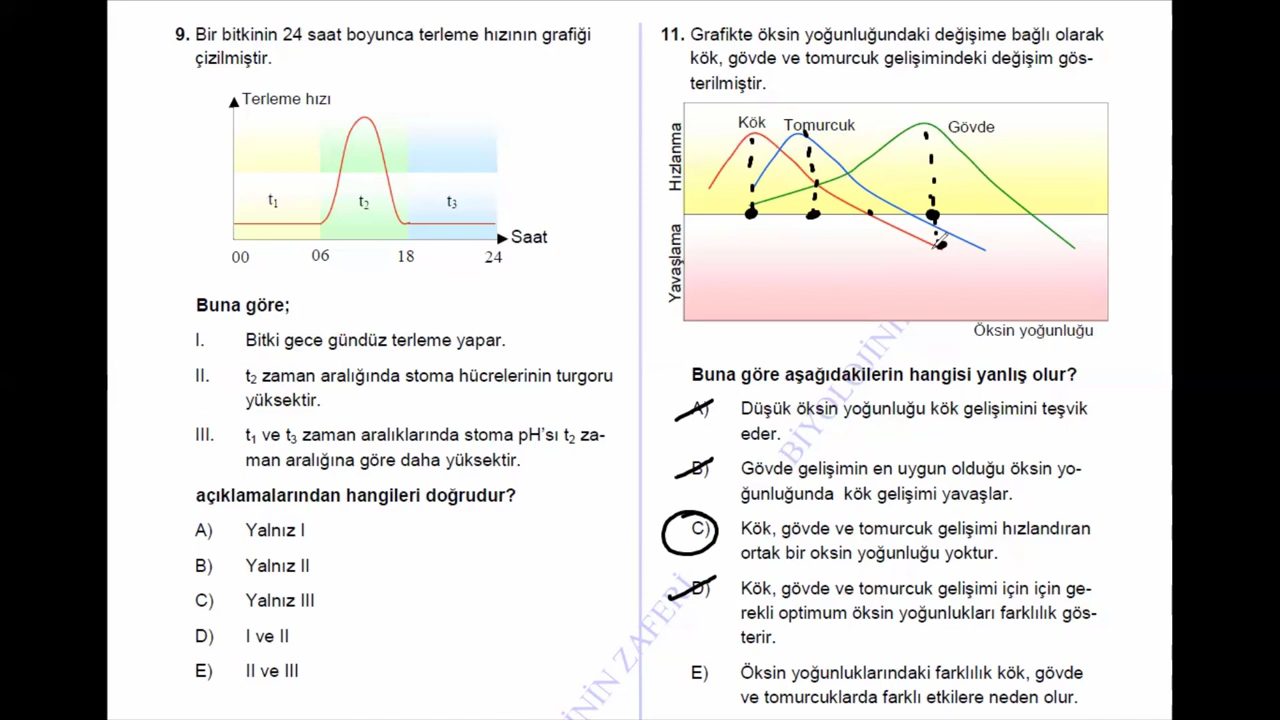 9. Bir bitkinin 24 saat boyunca terleme hızının grafiği
çizilmiştir.
Terleme hızı
t1
t2
t3
Saat
00
06
18
24
Buna göre;
I. Bitki gece gündüz terleme yapar.
II. t2 zaman aralığında stoma hücrelerinin turgoru
yüksektir.
III. t1 ve t3 zaman aralıklarında stoma pH'sı t2 za-
man aralığına göre daha yüksektir.
açıklamalarından hangileri doğrudur?
A) Yalnız I
B) Yalnız II
C) Yalnız III
D) I ve II
E) II ve III
11. Grafikte öksin yoğunluğundaki değişime bağlı olarak
kök, gövde ve tomurcuk gelişimindeki değişim gös-
terilmiştir.
Hızlanma
Yavaşlama
Kök
Tomurcuk
Gövde
Öksin yoğunluğu
Buna göre aşağıdakilerin hangisi yanlış olur?
A) Düşük öksin yoğunluğu kök gelişimini teşvik
eder.
B) Gövde gelişimin en uygun olduğu öksin yo-
ğunluğunda kök gelişimi yavaşlar.
C) Kök, gövde ve tomurcuk gelişimi hızlandıran
ortak bir oksin yoğunluğu yoktur.
D) Kök, gövde ve tomurcuk gelişimi için için ge-
rekli optimum öksin yoğunlukları farklılık gös-
terir.
E) Öksin yoğunluklarındaki farklılık kök, gövde
ve tomurcuklarda farklı etkilere neden olur.
BİYOLOJİNİN ZAFERİ